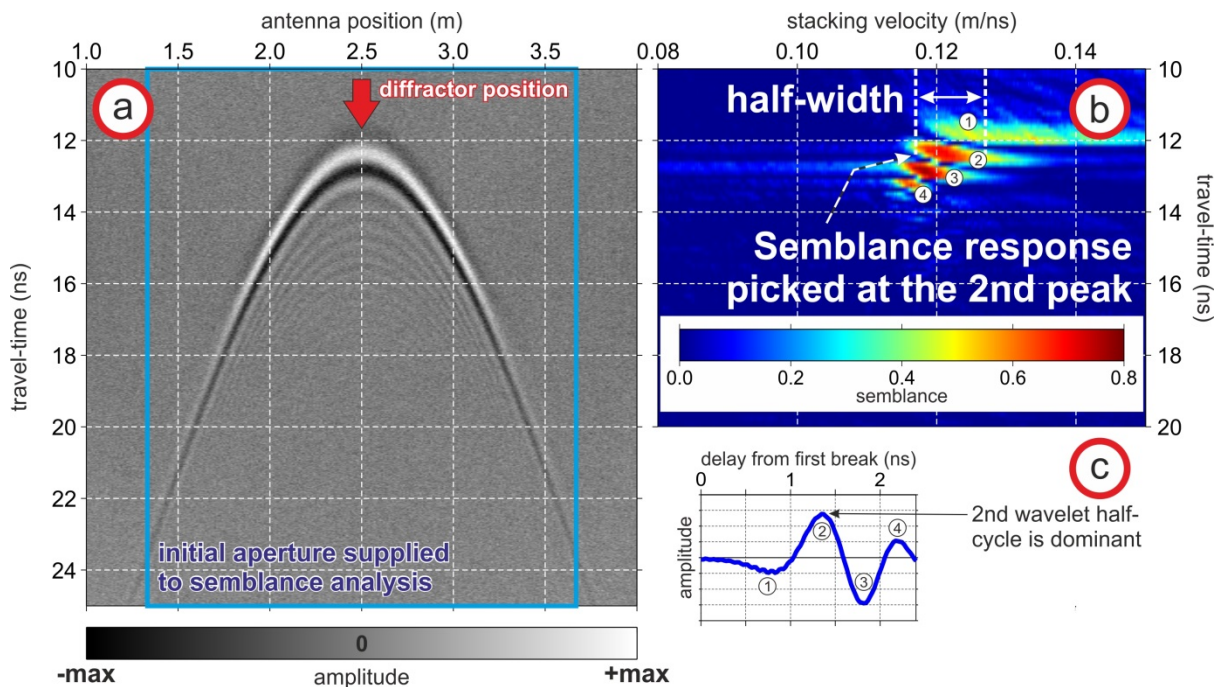 antenna position (m)
1.0 1.5 2.0 2.5 3.0 3.5
a
diffractor position
10
12
14
16
18
20
22
24
travel-time (ns)
initial aperture supplied
to semblance analysis
0
-max amplitude +max
stacking velocity (m/ns)
0.08 0.10 0.12 0.14
b
half-width
1
2
3
4
Semblance response
picked at the 2nd peak
10
12
14
16
18
20
travel-time (ns)
0.0 0.2 0.4 0.6 0.8
semblance
c
delay from first break (ns)
0 1 2
amplitude
1
2
3
4
2nd wavelet half-
cycle is dominant